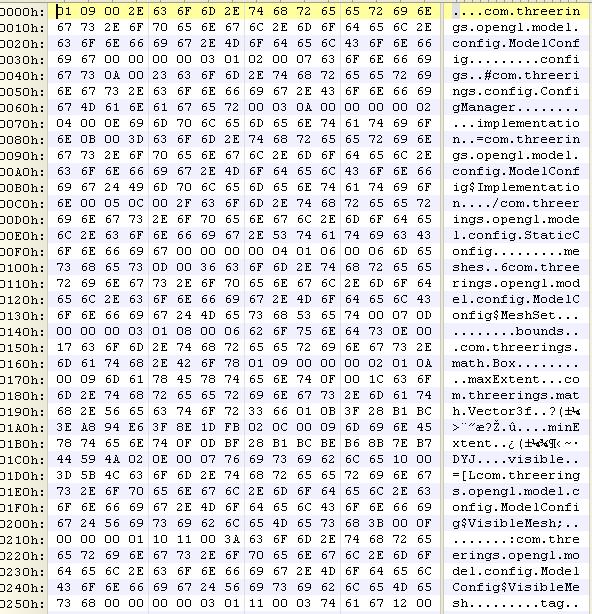 0000h: 01 09 00 2E 63 6F 6D 2E 74 68 72 65 65 72 69 6E ....com.threerin
0010h: 67 73 2E 6F 70 65 6E 67 6C 2E 6D 6F 64 65 6C 2E gs.opengl.model.
0020h: 63 6F 6E 66 69 67 2E 4D 6F 64 65 6C 43 6F 6E 66 config.ModelConf
0030h: 69 67 00 00 00 00 03 01 02 00 07 63 6F 6E 66 69 ig.........confi
0040h: 67 73 0A 00 23 63 6F 6D 2E 74 68 72 65 65 72 69 gs..#com.threeri
0050h: 6E 67 73 2E 63 6F 6E 66 69 67 2E 43 6F 6E 66 69 ngs.config.Confi
0060h: 67 4D 61 6E 61 67 65 72 00 03 0A 00 00 00 00 02 gManager........
0070h: 04 00 0E 69 6D 70 6C 65 6D 65 6E 74 61 74 69 6F ...implementatio
0080h: 6E 0B 00 3D 63 6F 6D 2E 74 68 72 65 65 72 69 6E n..=com.threerin
0090h: 67 73 2E 6F 70 65 6E 67 6C 2E 6D 6F 64 65 6C 2E gs.opengl.model.
00A0h: 63 6F 6E 66 69 67 2E 4D 6F 64 65 6C 43 6F 6E 66 config.ModelConf
00B0h: 69 67 24 49 6D 70 6C 65 6D 65 6E 74 61 74 69 6F ig$Implementatio
00C0h: 6E 00 05 0C 00 2F 63 6F 6D 2E 74 68 72 65 65 72 n..../com.threer
00D0h: 69 6E 67 73 2E 6F 70 65 6E 67 6C 2E 6D 6F 64 65 ings.opengl.mode
00E0h: 6C 2E 63 6F 6E 66 69 67 2E 53 74 61 74 69 63 43 l.config.StaticC
00F0h: 6F 6E 66 69 67 00 00 00 00 04 01 06 00 06 6D 65 onfig.........me
0100h: 73 68 65 73 0D 00 36 63 6F 6D 2E 74 68 72 65 65 shes..6com.three
0110h: 72 69 6E 67 73 2E 6F 70 65 6E 67 6C 2E 6D 6F 64 rings.opengl.mod
0120h: 65 6C 2E 63 6F 6E 66 69 67 2E 4D 6F 64 65 6C 43 el.config.ModelC
0130h: 6F 6E 66 69 67 24 4D 65 73 68 53 65 74 00 07 0D onfig$MeshSet...
0140h: 00 00 00 03 01 08 00 06 62 6F 75 6E 64 73 0E 00 ........bounds..
0150h: 17 63 6F 6D 2E 74 68 72 65 65 72 69 6E 67 73 2E .com.threerings.
0160h: 6D 61 74 68 2E 42 6F 78 01 09 00 00 00 02 01 0A math.Box........
0170h: 00 09 6D 61 78 45 78 74 65 6E 74 0F 00 1C 63 6F ..maxExtent...co
0180h: 6D 2E 74 68 72 65 65 72 69 6E 67 73 2E 6D 61 74 m.threerings.mat
0190h: 68 2E 56 65 63 74 6F 72 33 66 01 0B 3F 28 B1 BC h.Vector3f..?(±¼
01A0h: 3E A8 94 E6 3F 8E 1D FB 02 0C 00 09 6D 69 6E 45 >¨”æ?Ž.û....minE
01B0h: 78 74 65 6E 74 0F 0D BF 28 B1 BC BE B6 8B 7E B7 xtent..¿(±¼¾¶‹~·
01C0h: 44 59 4A 02 0E 00 07 76 69 73 69 62 6C 65 10 00 DYJ....visible..
01D0h: 3D 5B 4C 63 6F 6D 2E 74 68 72 65 65 72 69 6E 67 =[Lcom.threering
01E0h: 73 2E 6F 70 65 6E 67 6C 2E 6D 6F 64 65 6C 2E 63 s.opengl.model.c
01F0h: 6F 6E 66 69 67 2E 4D 6F 64 65 6C 43 6F 6E 66 69 onfig.ModelConfi
0200h: 67 24 56 69 73 69 62 6C 65 4D 65 73 68 3B 00 0F g$VisibleMesh;..
0210h: 00 00 00 01 10 11 00 3A 63 6F 6D 2E 74 68 72 65 .......:com.thre
0220h: 65 72 69 6E 67 73 2E 6F 70 65 6E 67 6C 2E 6D 6F erings.opengl.mo
0230h: 64 65 6C 2E 63 6F 6E 66 69 67 2E 4D 6F 64 65 6C del.config.Model
0240h: 43 6F 6E 66 69 67 24 56 69 73 69 62 6C 65 4D 65 Config$VisibleMe
0250h: 73 68 00 00 00 00 03 01 11 00 03 74 61 67 12 00 sh.........tag..